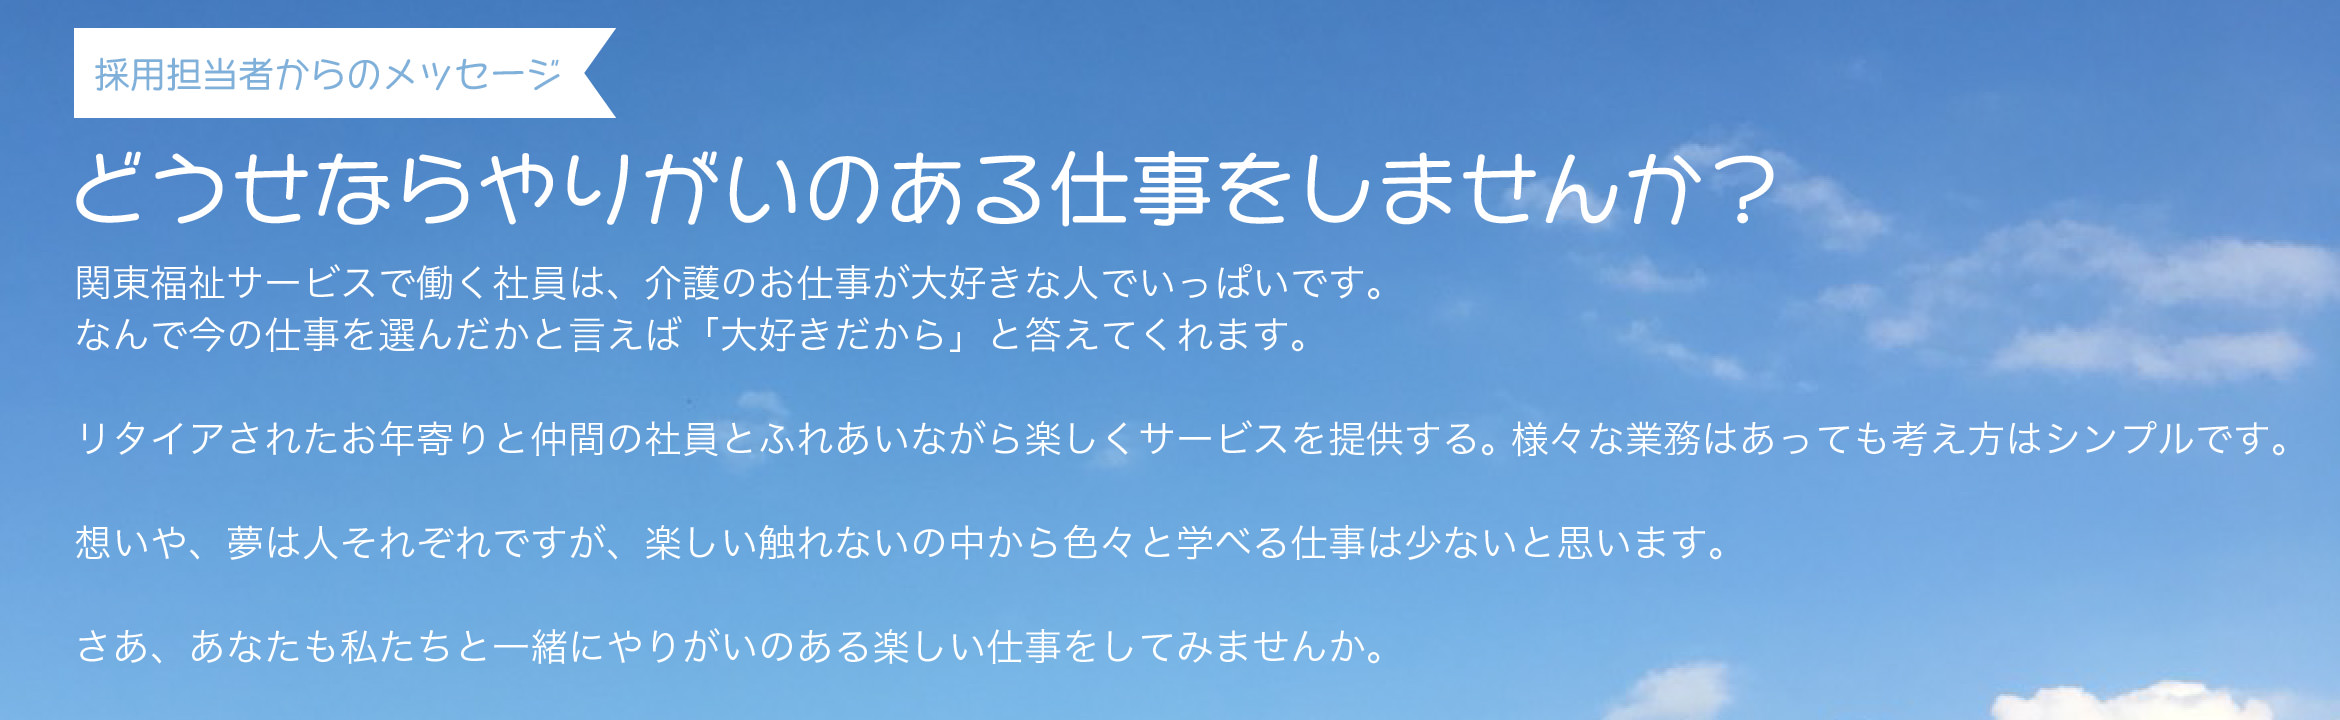 採用担当者からのメッセージ
どうせならやりがいのある仕事をしませんか？
関東福祉サービスで働く社員は、介護のお仕事が大好きな人でいっぱいです。
なんで今の仕事を選んだかと言えば「大好きだから」と答えてくれます。
リタイアされたお年寄りと仲間の社員とふれあいながら楽しくサービスを提供する。様々な業務はあっても考え方はシンプルです。
想いや、夢は人それぞれですが、楽しい触れないの中から色々と学べる仕事は少ないと思います。
さあ、あなたも私たちと一緒にやりがいのある楽しい仕事をしてみませんか。